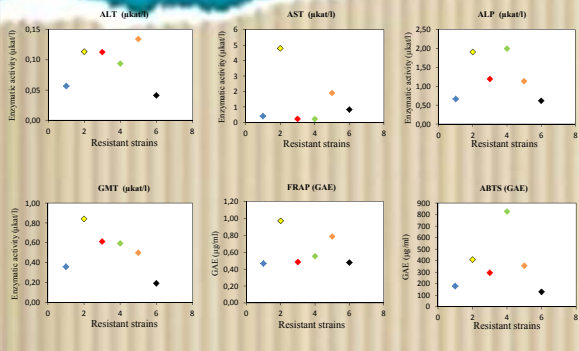 ALT (µkat/l)
Enzymatic activity (µkat/l)
0,15
0,10
0,05
0,00
0 2 4 6 8
Resistant strains
AST (µkat/l)
Enzymatic activity (µkat/l)
6
5
4
3
2
1
0
0 2 4 6 8
Resistant strains
ALP (µkat/l)
Enzymatic activity (µkat/l)
2,50
2,00
1,50
1,00
0,50
0,00
0 2 4 6 8
Resistant strains
GMT (µkat/l)
Enzymatic activity (µkat/l)
1,00
0,80
0,60
0,40
0,20
0,00
0 2 4 6 8
Resistant strains
FRAP (GAE)
GAE (µg/ml)
1,20
1,00
0,80
0,60
0,40
0,20
0,00
0 2 4 6 8
Resistant strains
ABTS (GAE)
GAE (µg/ml)
900
800
700
600
500
400
300
200
100
0
0 2 4 6 8
Resistant strains